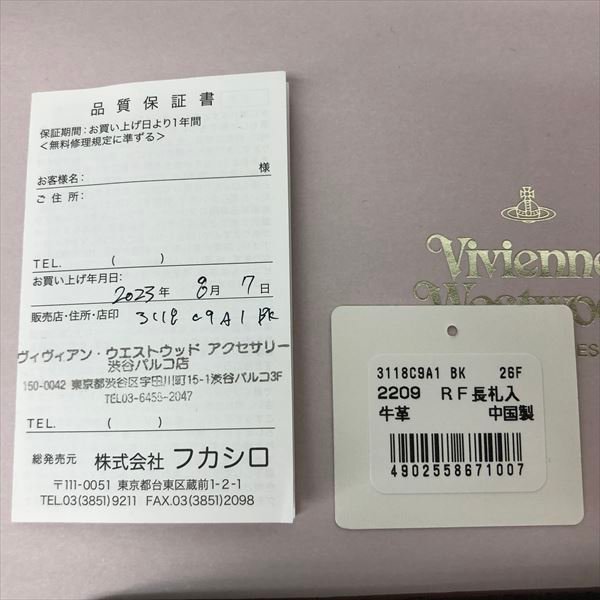 品質保証書
保証期間:お買い上げ日より1年間
<無料修理規定に準ずる>
お客様名: 様
ご住所:
TEL. ( )
お買い上げ年月日:
2023年 8月 7日
販売店・住所・店印 3118 C9A1 BK
ヴィヴィアン・ウエストウッド アクセサリー
渋谷パルコ店
150-0042 東京都渋谷区宇田川町15-1渋谷パルコ3F
TEL03-6455-2047
TEL. ( )
総発売元 株式会社 フカシロ
〒111-0051 東京都台東区蔵前1-2-1
TEL.03(3851)9211 FAX.03(3851)2098
Vivienne
Westwood
3118C9A1 BK 26F
2209 RF長札入
牛革 中国製
4902558671007